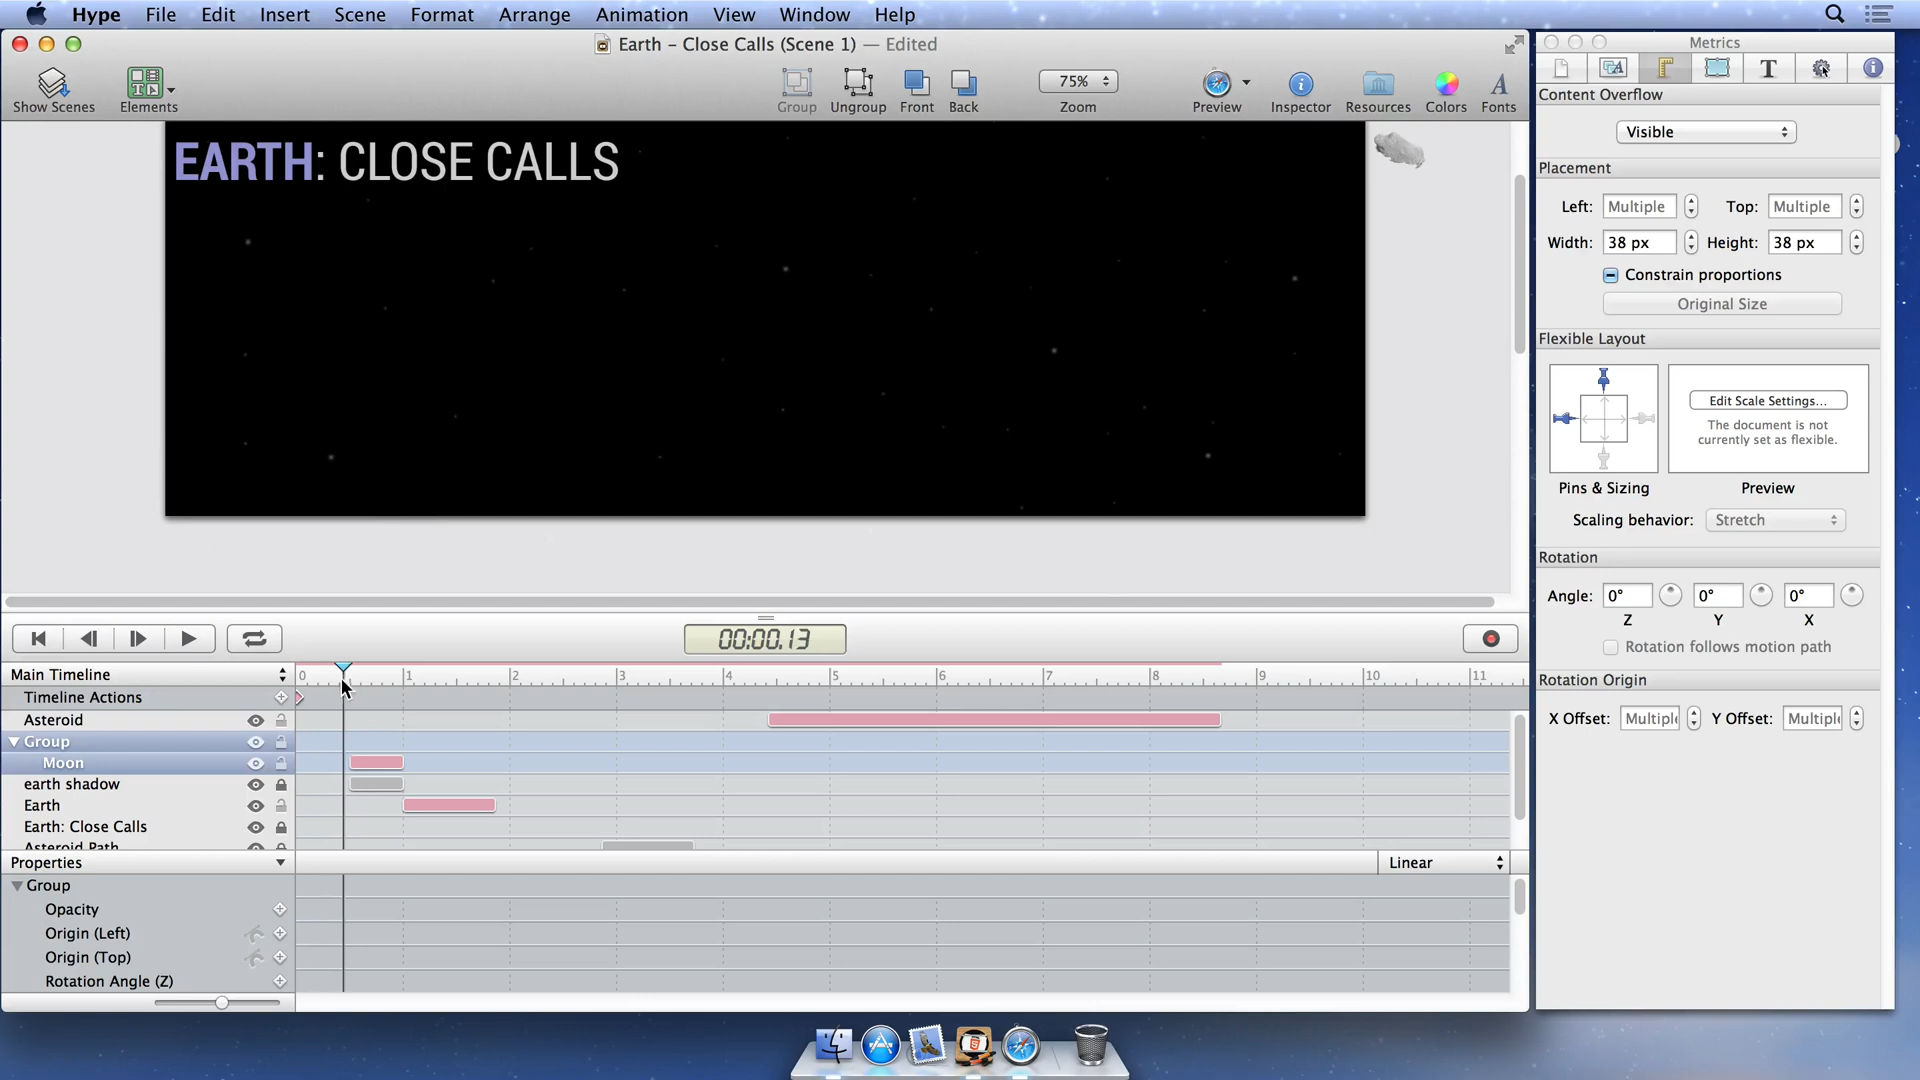 Hype File Edit Insert Scene Format Arrange Animation View Window Help
Earth – Close Calls (Scene 1) — Edited
Metrics
Show Scenes Elements Group Ungroup Front Back 75% Zoom Preview Inspector Resources Colors Fonts
T A
Content Overflow
Visible
EARTH: CLOSE CALLS
Placement
Left: Multiple Top: Multiple
Width: 38 px Height: 38 px
Constrain proportions
Original Size
Flexible Layout
Edit Scale Settings...
The document is not
currently set as flexible.
Pins & Sizing Preview
Scaling behavior: Stretch
Rotation
Angle: 0° 0° 0°
Z Y X
Rotation follows motion path
Rotation Origin
X Offset: Multipl Y Offset: Multipl
00:00.13
Main Timeline 0 1 2 3 4 5 6 7 8 9 10 11
Timeline Actions
Asteroid
Group
Moon
earth shadow
Earth
Earth: Close Calls
Asteroid Path
Properties Linear
Group
Opacity
Origin (Left)
Origin (Top)
Rotation Angle (Z)